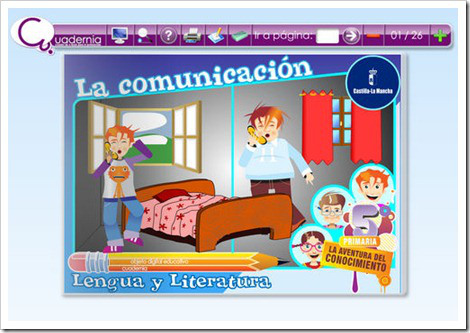 Cuadernia
Ir a página:
01 / 26
La comunicación
Castilla-La Mancha
5
PRIMARIA
LA AVENTURA DEL
CONOCIMIENTO
objeto digital educativo
cuadernia
Lengua y Literatura